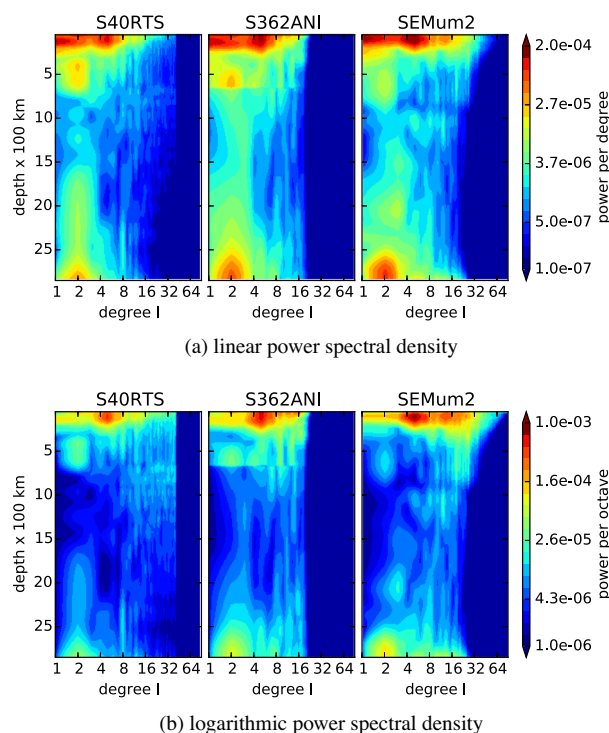 S40RTS S362ANI SEMum2
depth x 100 km
5
10
15
20
25
1 2 4 8 16 32 64
1 2 4 8 16 32 64
1 2 4 8 16 32 64
degree l degree l degree l
2.0e-04
2.7e-05
3.7e-06
5.0e-07
1.0e-07
power per degree
(a) linear power spectral density
S40RTS S362ANI SEMum2
depth x 100 km
5
10
15
20
25
1 2 4 8 16 32 64
1 2 4 8 16 32 64
1 2 4 8 16 32 64
degree l degree l degree l
1.0e-03
1.6e-04
2.6e-05
4.3e-06
1.0e-06
power per octave
(b) logarithmic power spectral density